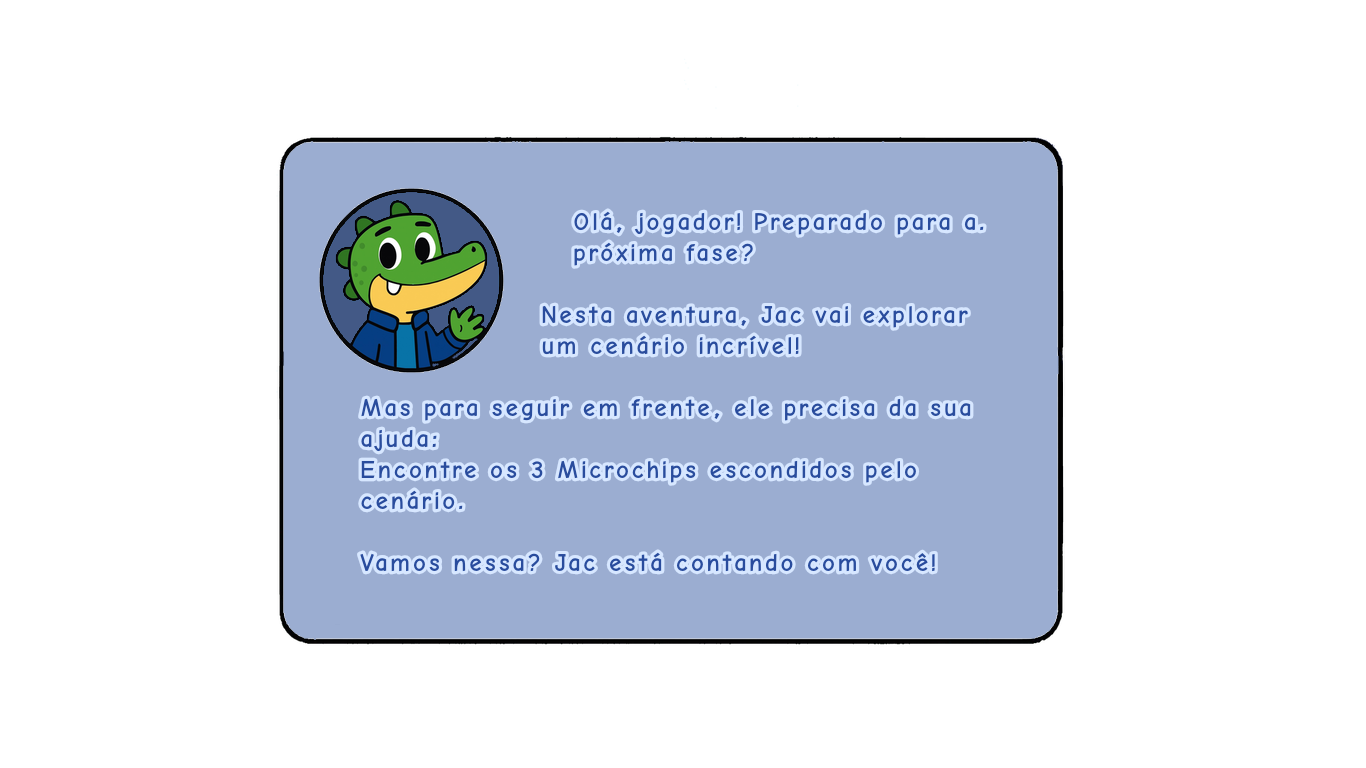 Olá, jogador! Preparado para a.
próxima fase?
Nesta aventura, Jac vai explorar
um cenário incrível!
Mas para seguir em frente, ele precisa da sua
ajuda:
Encontre os 3 Microchips escondidos pelo
cenário.
Vamos nessa? Jac está contando com você!